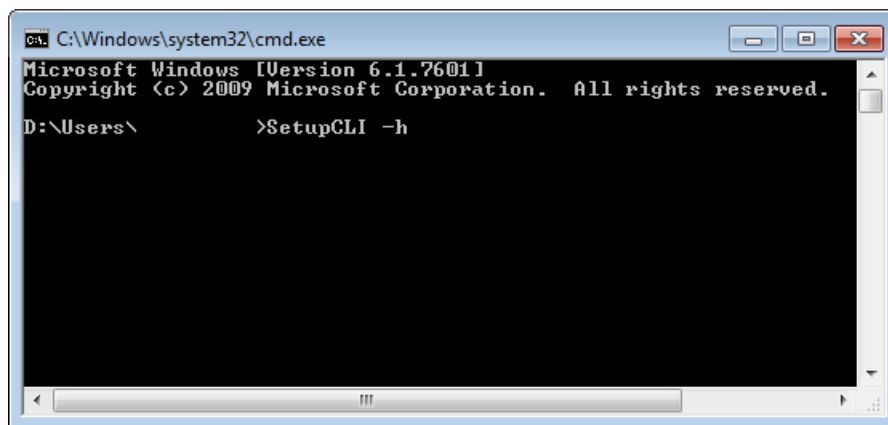 C:\Windows\system32\cmd.exe
Microsoft Windows [Version 6.1.7601]
Copyright (c) 2009 Microsoft Corporation.  All rights reserved.
D:\Users\          >SetupCLI -h